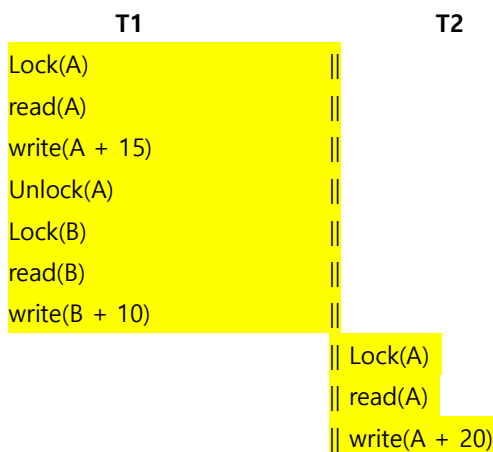 T1 T2
Lock(A) ||
read(A) ||
write(A + 15) ||
Unlock(A) ||
Lock(B) ||
read(B) ||
write(B + 10) ||
|| Lock(A)
|| read(A)
|| write(A + 20)